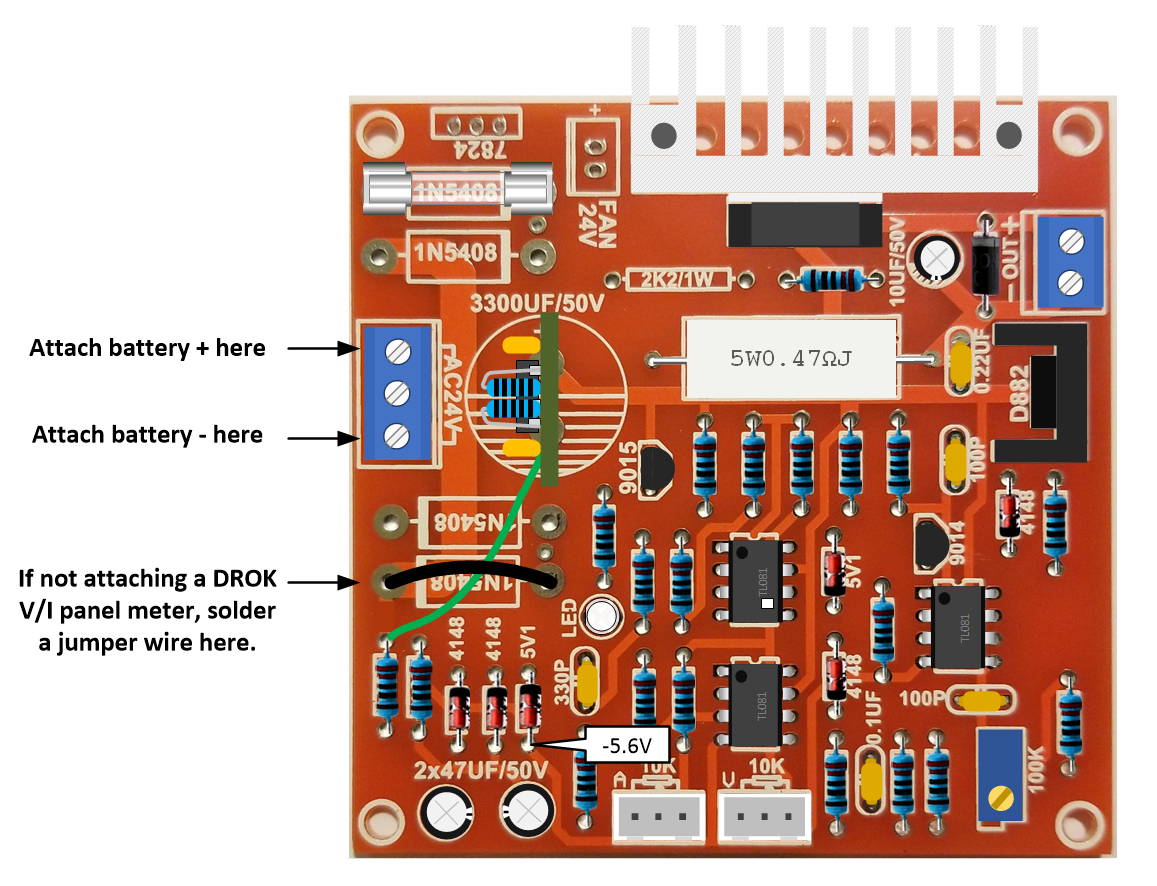 +
7824
1N5408
FAN
24V
1N5408
2K2/1W
10UF/50V
OUT
+
−
3300UF/50V
Attach battery + here
AC24V
5W0.47ΩJ
0.22UF
D882
Attach battery - here
9015
100P
1N5408
4148
9014
If not attaching a DROK
V/I panel meter, solder
a jumper wire here.
1N5408
TL081
5V1
LED
TL081
4148
4148
5V1
330P
TL081
4148
100P
0.1UF
-5.6V
2x47UF/50V
A
10K
V
10K
100K